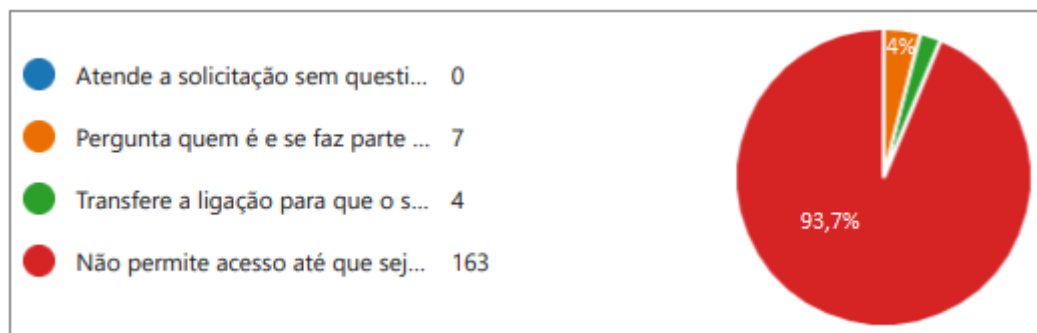 Atende a solicitação sem questi... 0
Pergunta quem é e se faz parte ... 7
Transfere a ligação para que o s... 4
Não permite acesso até que sej... 163
4%
93,7%